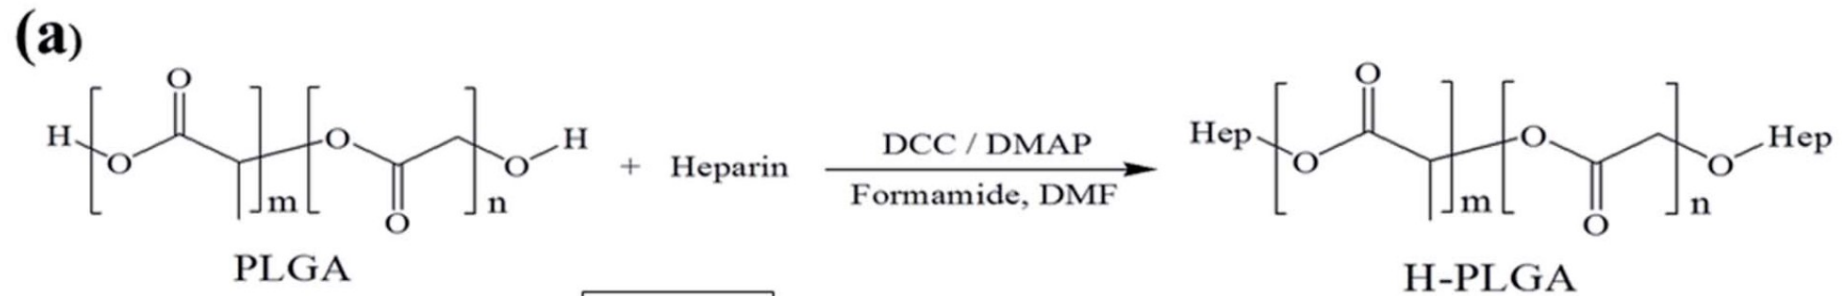 (a)
O O
H O m O n O H + Heparin DCC / DMAP Hep O m O n O Hep
O Formamide, DMF O
PLGA H-PLGA